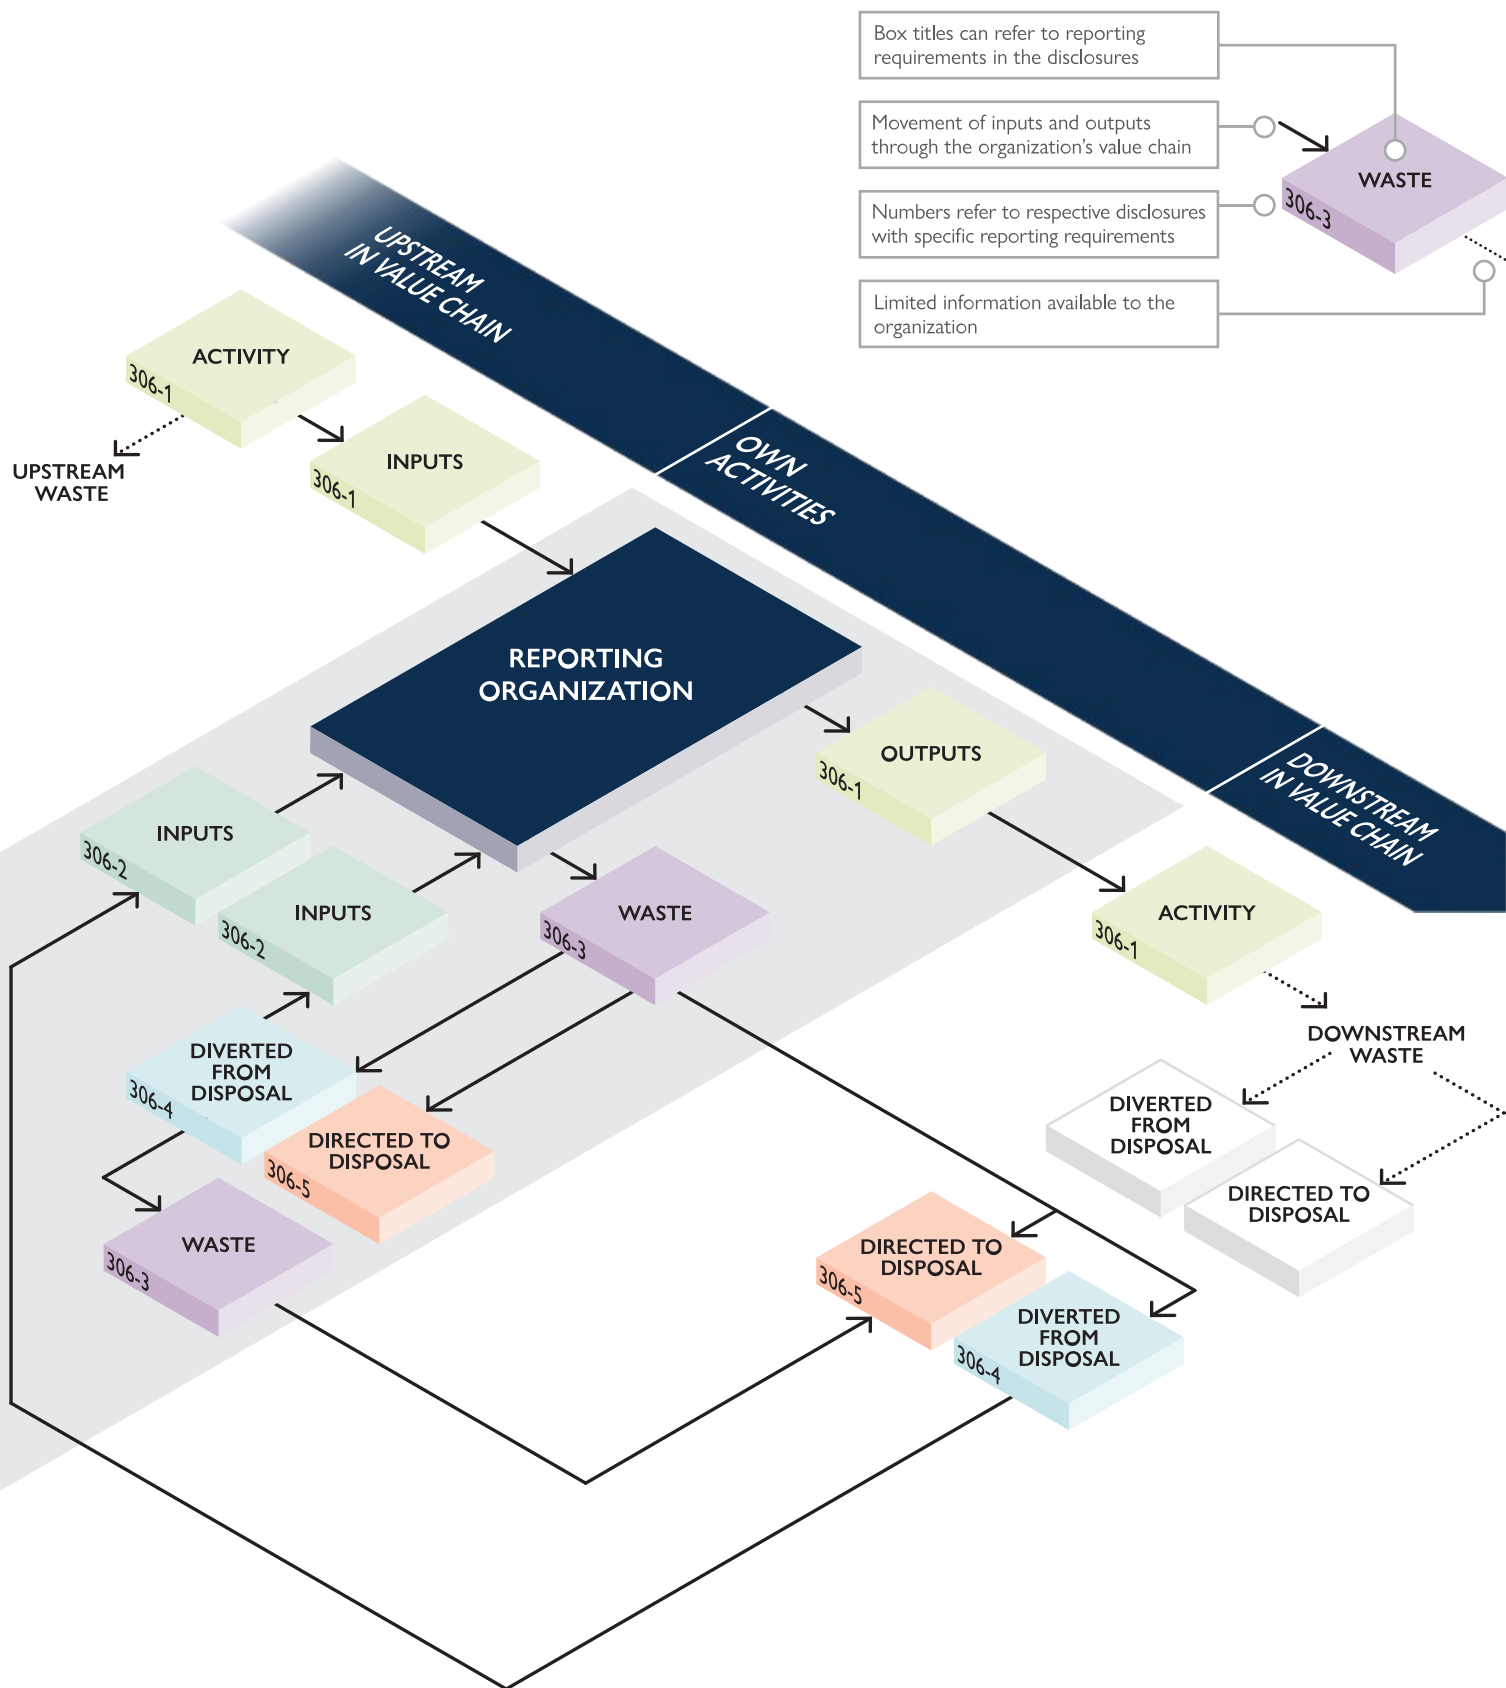 Box titles can refer to reporting
requirements in the disclosures
Movement of inputs and outputs
through the organization's value chain
Numbers refer to respective disclosures
with specific reporting requirements
Limited information available to the
organization
WASTE
306-3
UPSTREAM
IN VALUE CHAIN
OWN
ACTIVITIES
DOWNSTREAM
IN VALUE CHAIN
ACTIVITY
306-1
UPSTREAM
WASTE
INPUTS
306-1
REPORTING
ORGANIZATION
OUTPUTS
306-1
INPUTS
306-2
INPUTS
306-2
WASTE
306-3
ACTIVITY
306-1
DOWNSTREAM
WASTE
DIVERTED
FROM
DISPOSAL
306-4
DIRECTED TO
DISPOSAL
306-5
DIVERTED
FROM
DISPOSAL
DIRECTED TO
DISPOSAL
WASTE
306-3
DIRECTED TO
DISPOSAL
306-5
DIVERTED
FROM
DISPOSAL
306-4